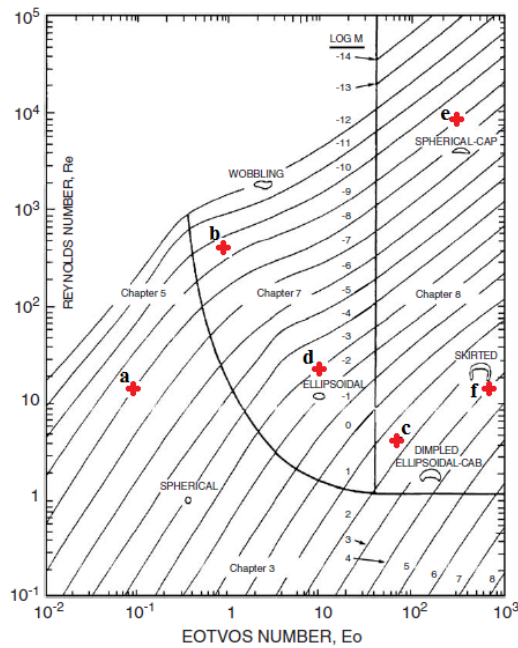 10^5
10^4
10^3
10^2
10
1
10^-1
REYNOLDS NUMBER, Re
LOG M
-14
-13
-12
-11
-10
-9
-8
-7
-6
-5
-4
-3
-2
-1
0
1
2
3
4
5 6 7 8
e
SPHERICAL-CAP
WOBBLING
b
Chapter 5
Chapter 7
Chapter 8
a
d
ELLIPSOIDAL
SKIRTED
f
c
DIMPLED
ELLIPSOIDAL-CAB
SPHERICAL
Chapter 3
10^-2
10^-1
1
10
10^2
10^3
EOTVOS NUMBER, Eo